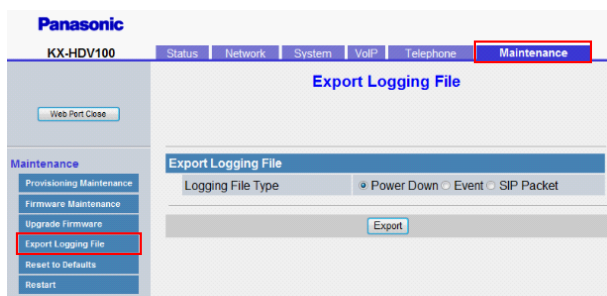 Panasonic
KX-HDV100
Status Network System VoIP Telephone Maintenance
Export Logging File
Web Port Close
Maintenance
Provisioning Maintenance
Firmware Maintenance
Upgrade Firmware
Export Logging File
Reset to Defaults
Restart
Export Logging File
Logging File Type Power Down Event SIP Packet
Export